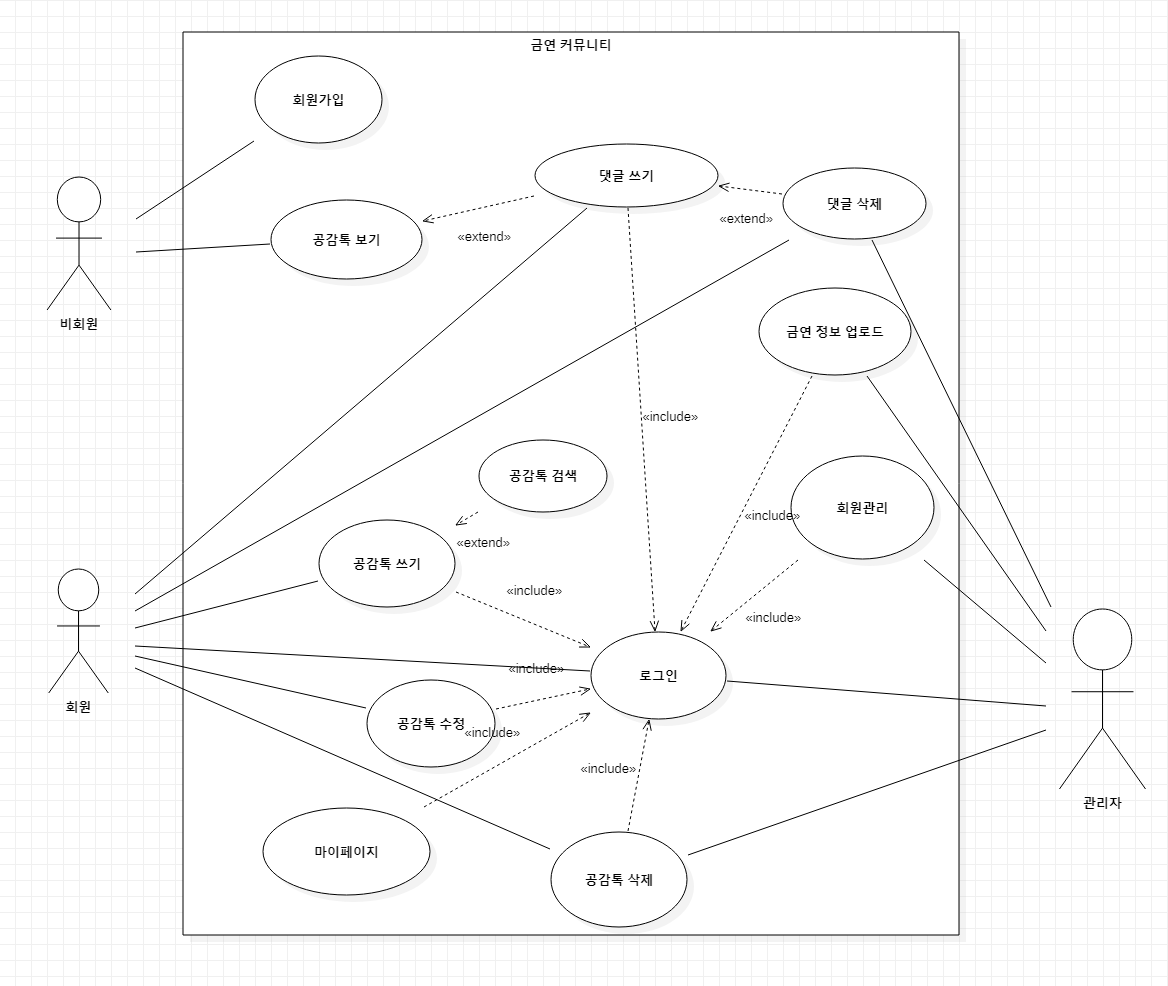 금연 커뮤니티
회원가입
댓글 쓰기
댓글 삭제
«extend»
공감톡 보기
«extend»
비회원
금연 정보 업로드
«include»
공감톡 검색
회원관리
«include»
«extend»
공감톡 쓰기
«include»
«include»
«include»
로그인
회원
공감톡 수정
«include»
«include»
관리자
마이페이지
공감톡 삭제